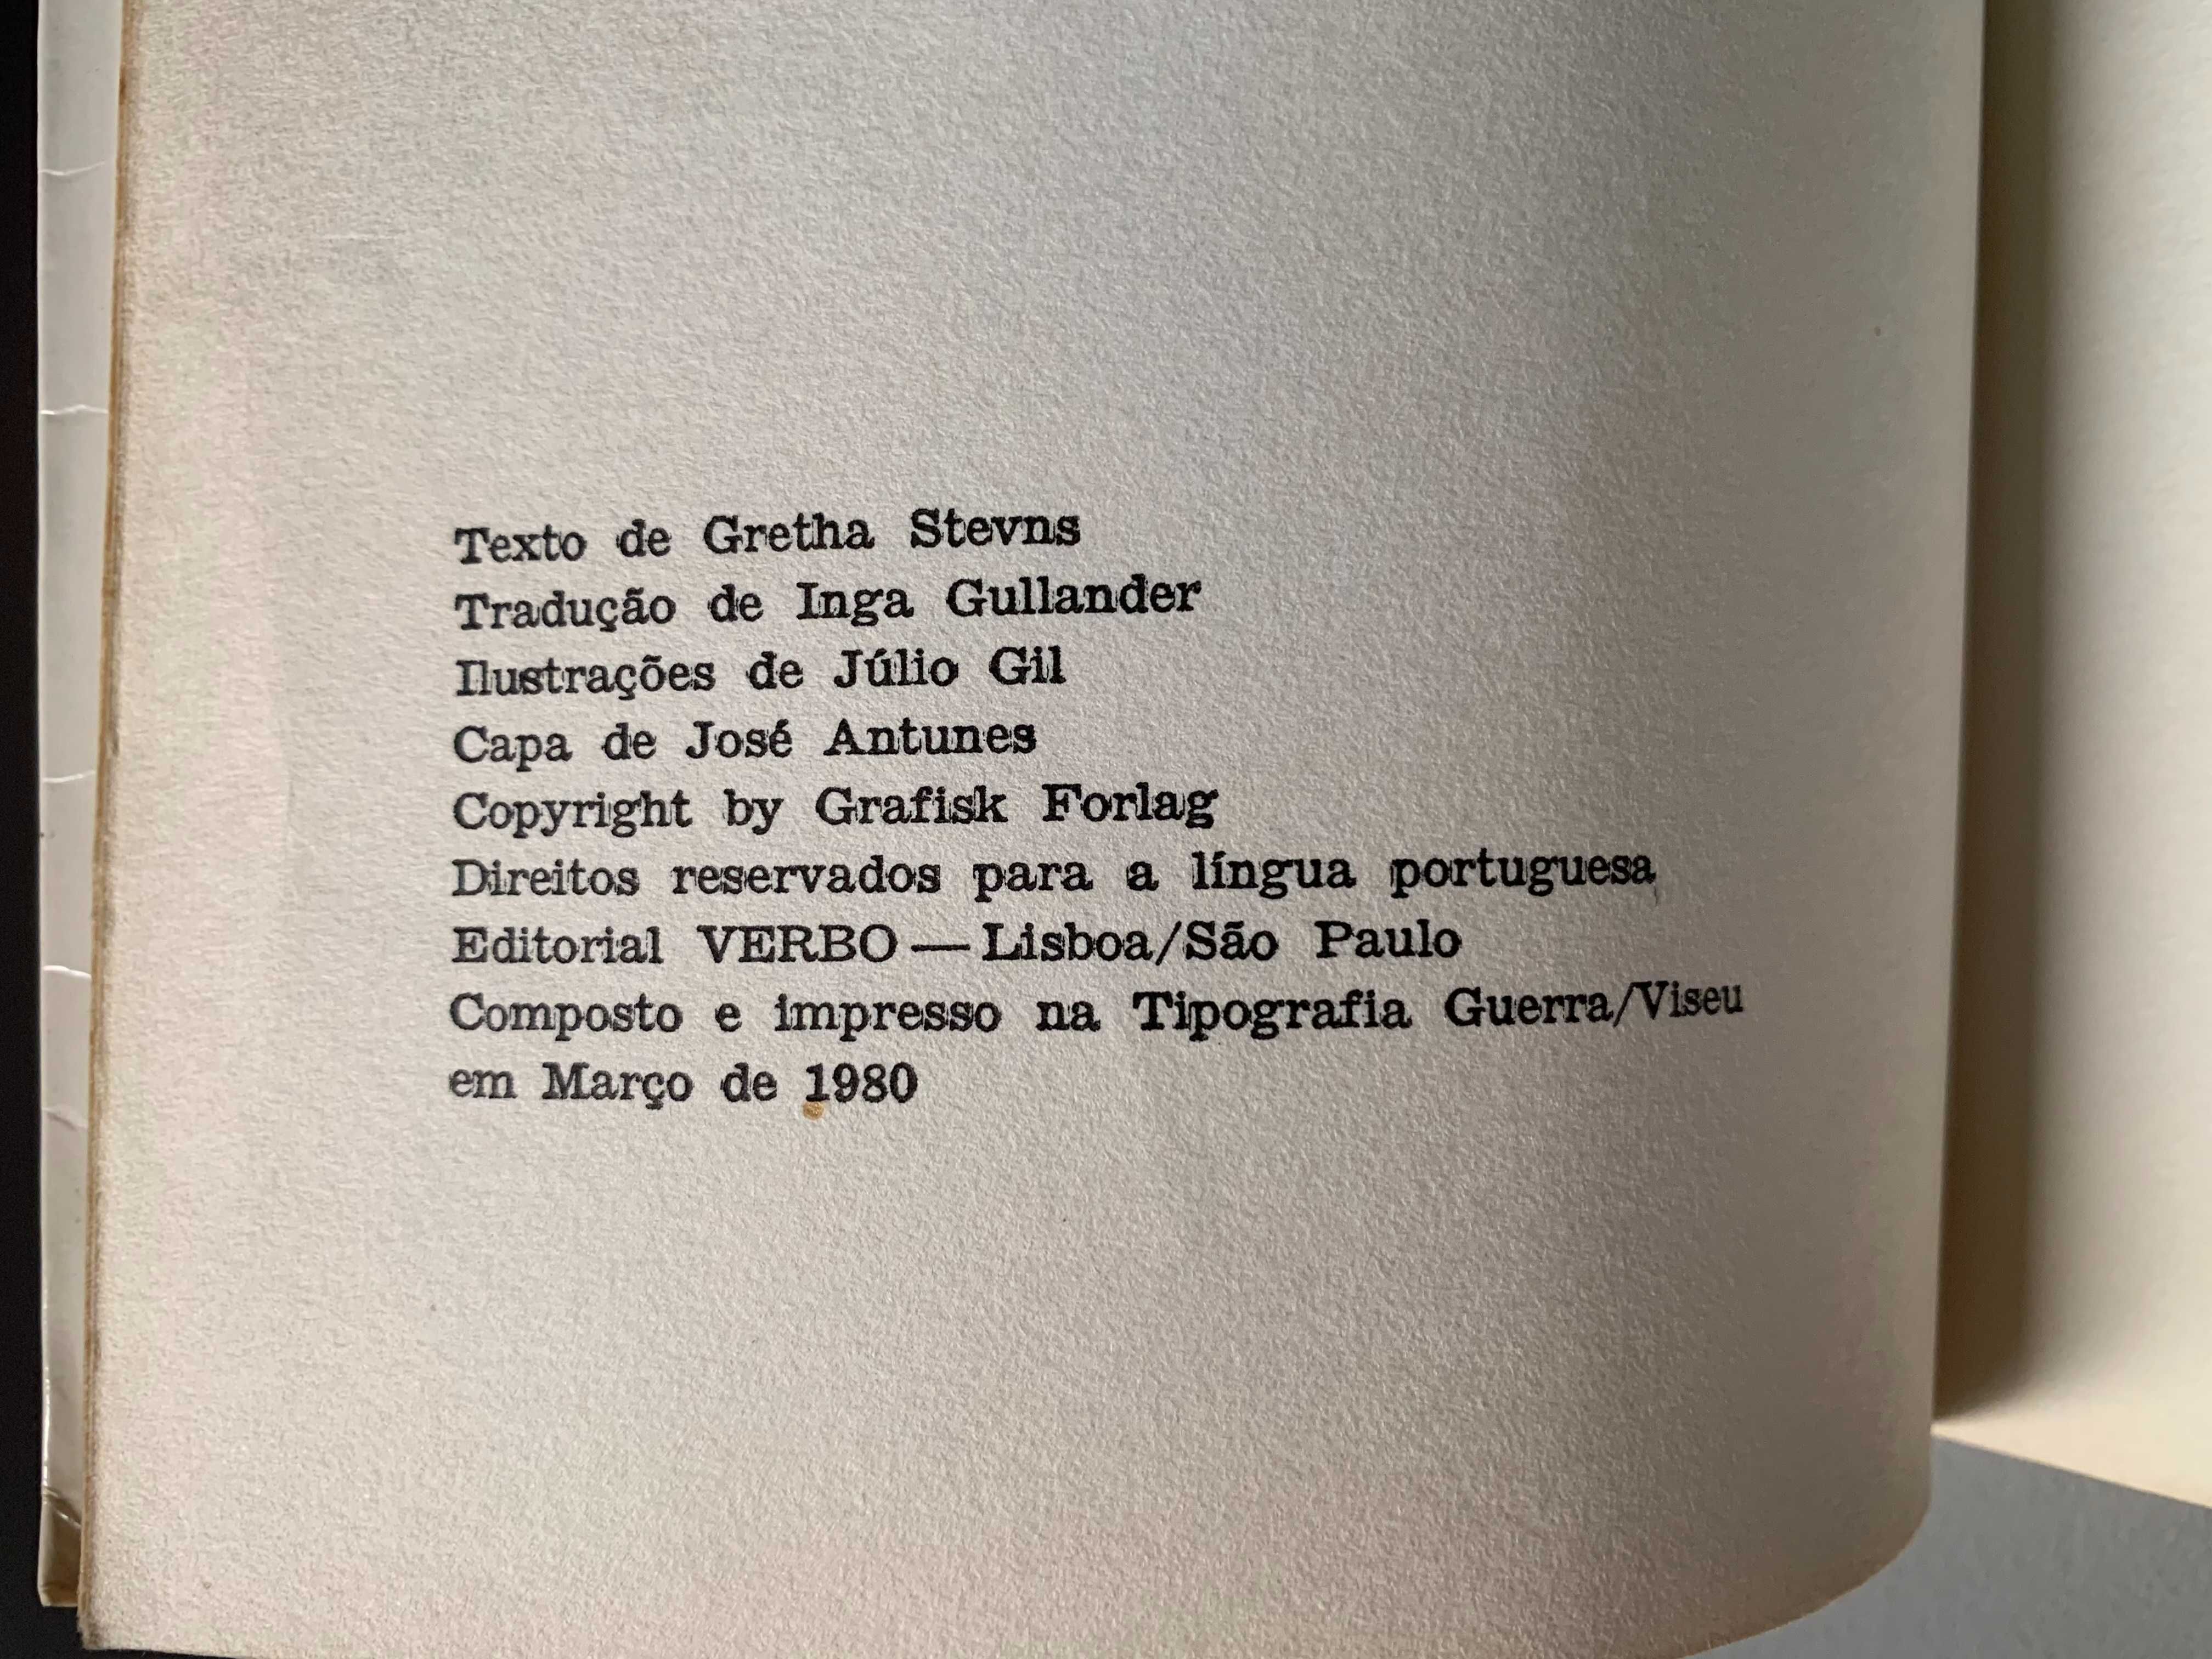 Texto de Gretha Stevns
Tradução de Inga Gullander
Ilustrações de Júlio Gil
Capa de José Antunes
Copyright by Grafisk Forlag
Direitos reservados para a língua portuguesa
Editorial VERBO — Lisboa/São Paulo
Composto e impresso na Tipografia Guerra/Viseu
em Março de 1980